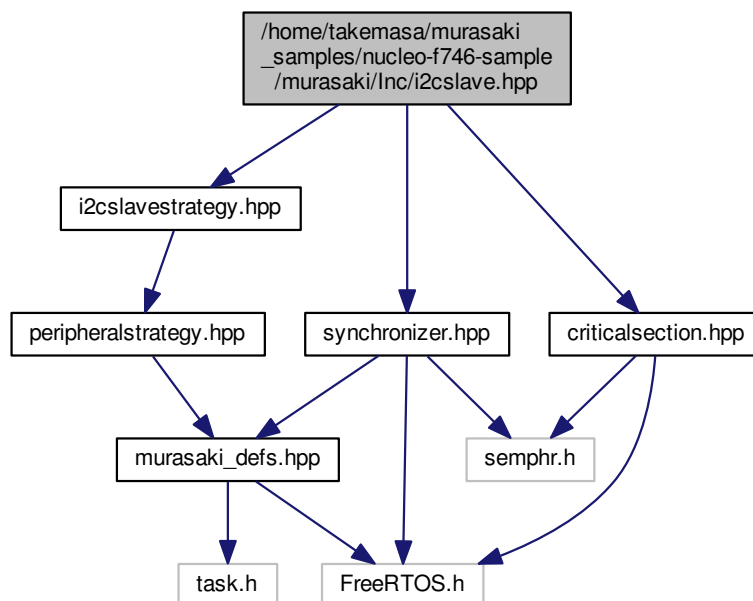 /home/takemasa/murasaki
_samples/nucleo-f746-sample
/murasaki/Inc/i2cslave.hpp
i2cslavestrategy.hpp
peripheralstrategy.hpp
synchronizer.hpp
criticalsection.hpp
murasaki_defs.hpp
semphr.h
task.h
FreeRTOS.h